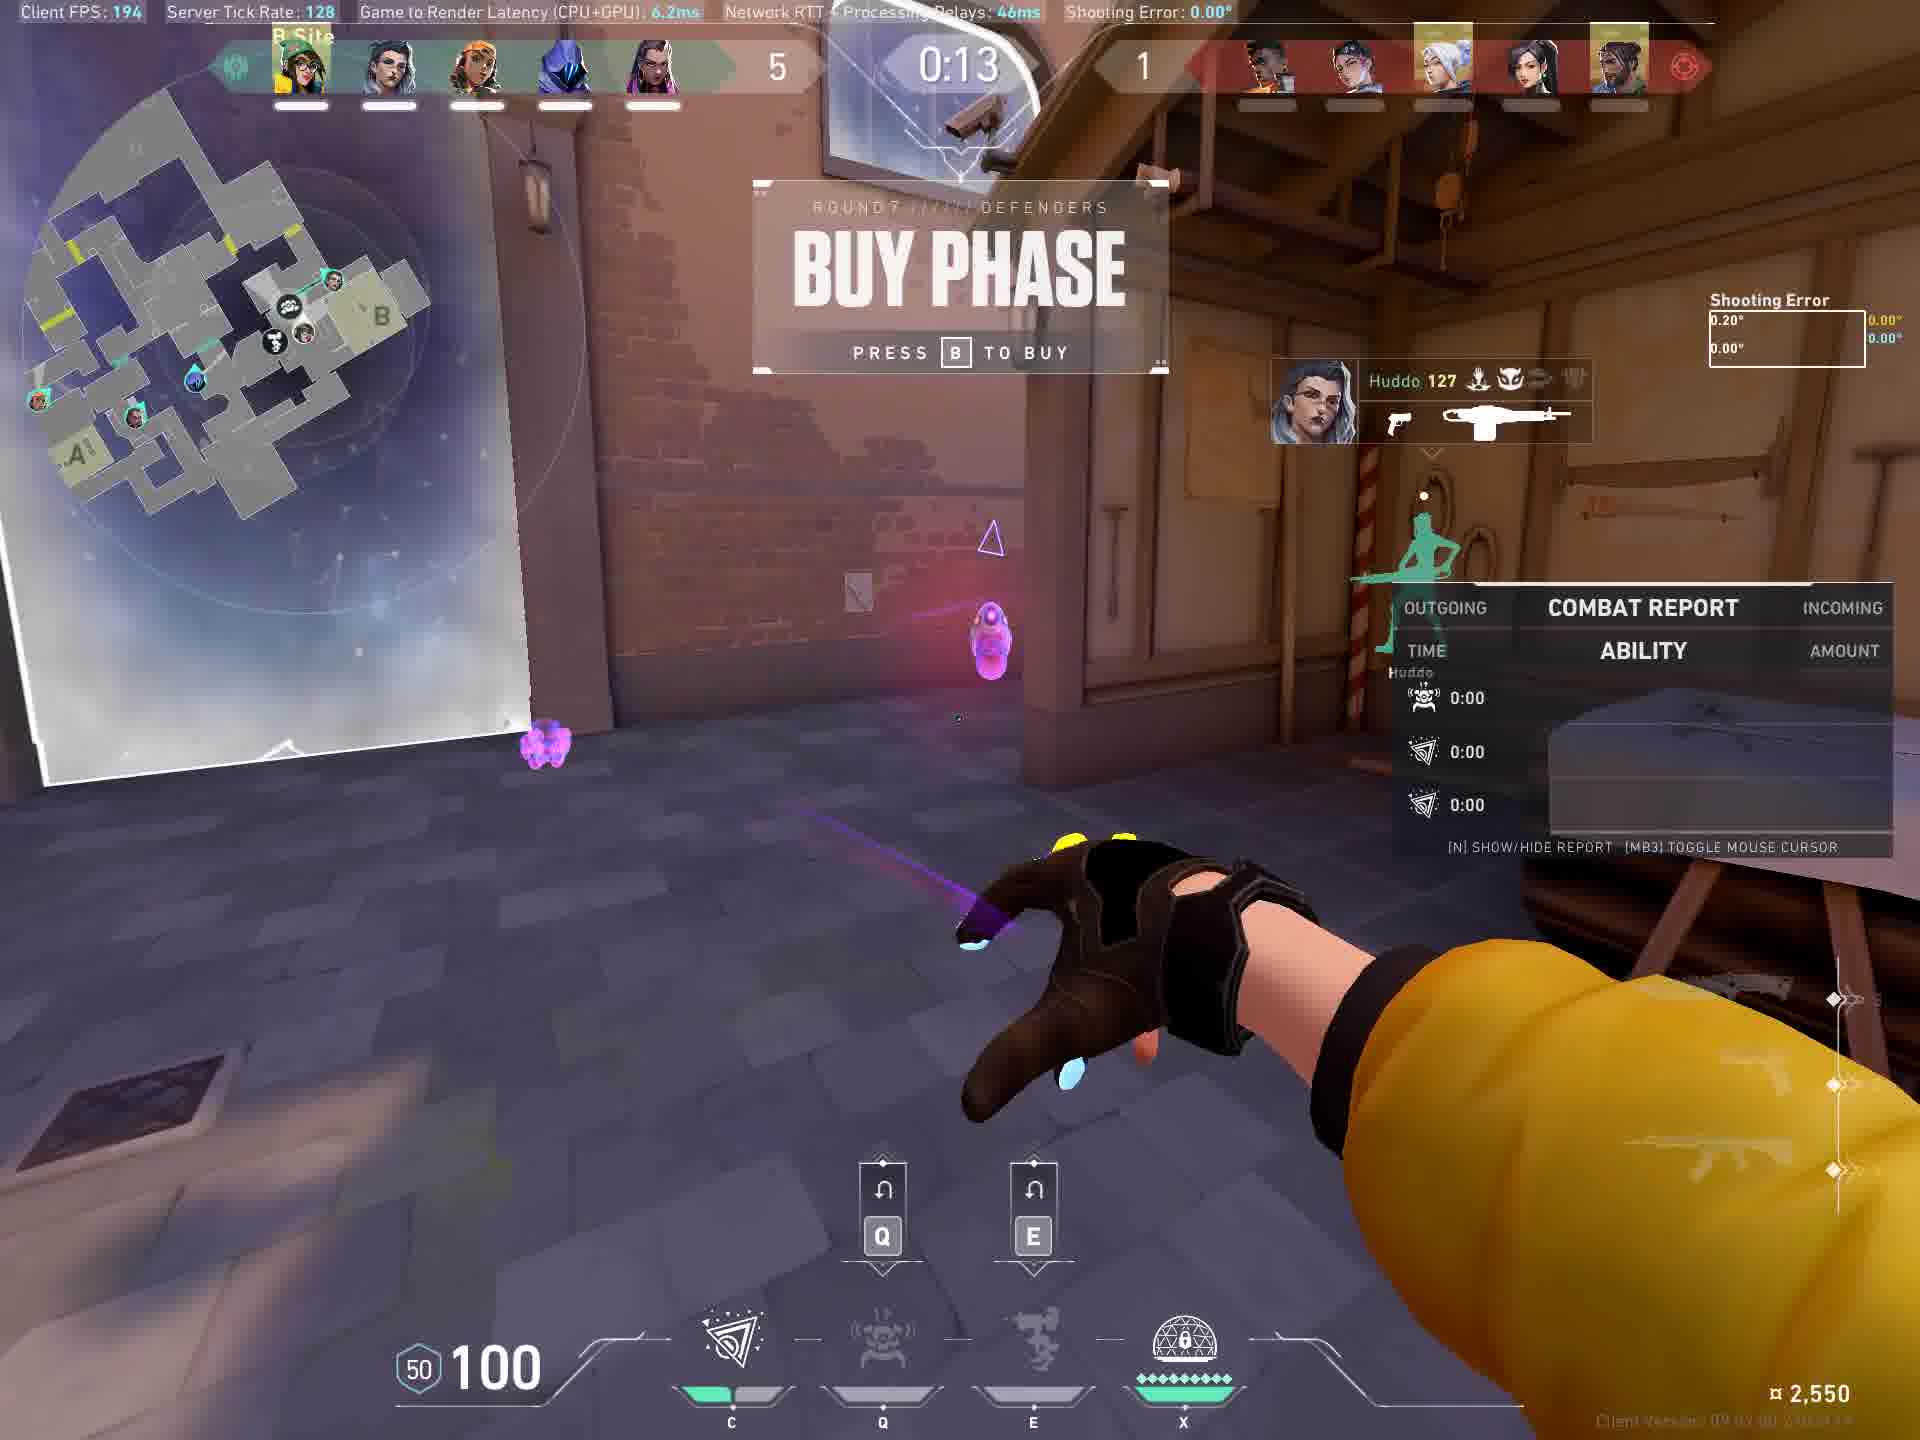 Client FPS: 194 Server Tick Rate: 128 Game to Render Latency (CPU+GPU): 6.2ms Network RTT + Processing Delays: 46ms Shooting Error: 0.00°
B Site
5
0:13
1
ROUND 7 ////// DEFENDERS
BUY PHASE
PRESS B TO BUY
B
A
Shooting Error
0.20°
0.00°
0.00°
0.00°
Huddo 127
OUTGOING COMBAT REPORT INCOMING
TIME ABILITY AMOUNT
Huddo
0:00
0:00
0:00
[N] SHOW/HIDE REPORT [MB3] TOGGLE MOUSE CURSOR
Q
E
50
100
C
Q
E
X
¤ 2,550